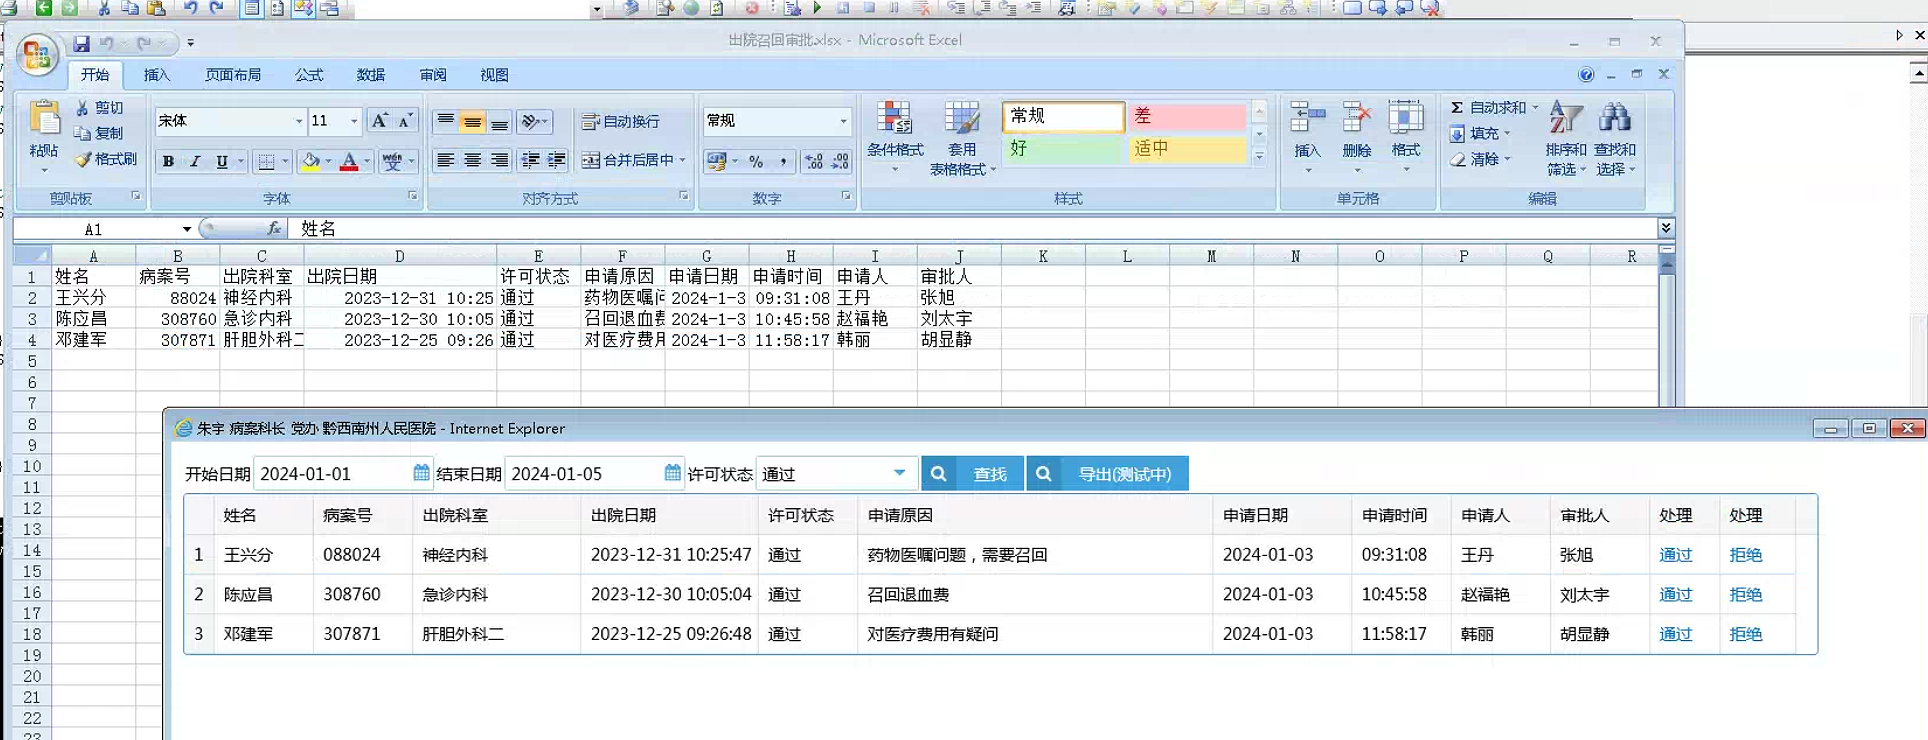 出院召回审批.xlsx - Microsoft Excel
开始 插入 页面布局 公式 数据 审阅 视图
粘贴 剪切 复制 格式刷 剪贴板
宋体 11 A A B I U A wén 文 字体
自动换行 合并后居中 对齐方式
常规 % , .00 .00 数字
条件格式 套用 表格格式 常规 差 好 适中 样式
插入 删除 格式 单元格
Σ 自动求和 填充 清除 排序和 筛选 查找和 选择 编辑
A1 fx 姓名
A B C D E F G H I J K L M N O P Q R
1 姓名 病案号 出院科室 出院日期 许可状态 申请原因 申请日期 申请时间 申请人 审批人
2 王兴分 88024 神经内科 2023-12-31 10:25 通过 药物医嘱问 2024-1-3 09:31:08 王丹 张旭
3 陈应昌 308760 急诊内科 2023-12-30 10:05 通过 召回退血费 2024-1-3 10:45:58 赵福艳 刘太宇
4 邓建军 307871 肝胆外科二 2023-12-25 09:26 通过 对医疗费用 2024-1-3 11:58:17 韩丽 胡显静
5
6
7
8
9
10
11
12
13
14
15
16
17
18
19
20
21
22
23
朱宇 病案科长 党办 黔西南州人民医院 - Internet Explorer
开始日期 2024-01-01 结束日期 2024-01-05 许可状态 通过 查找 导出(测试中)
姓名 病案号 出院科室 出院日期 许可状态 申请原因 申请日期 申请时间 申请人 审批人 处理 处理
1 王兴分 088024 神经内科 2023-12-31 10:25:47 通过 药物医嘱问题，需要召回 2024-01-03 09:31:08 王丹 张旭 通过 拒绝
2 陈应昌 308760 急诊内科 2023-12-30 10:05:04 通过 召回退血费 2024-01-03 10:45:58 赵福艳 刘太宇 通过 拒绝
3 邓建军 307871 肝胆外科二 2023-12-25 09:26:48 通过 对医疗费用有疑问 2024-01-03 11:58:17 韩丽 胡显静 通过 拒绝